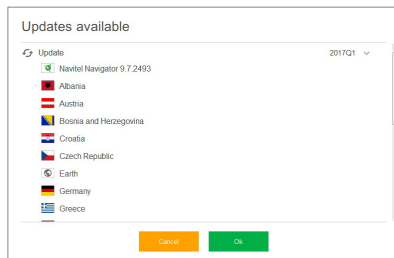 Updates available
Update 2017Q1
Navitel Navigator 9.7.2493
Albania
Austria
Bosnia and Herzegovina
Croatia
Czech Republic
Earth
Germany
Greece
Cancel Ok